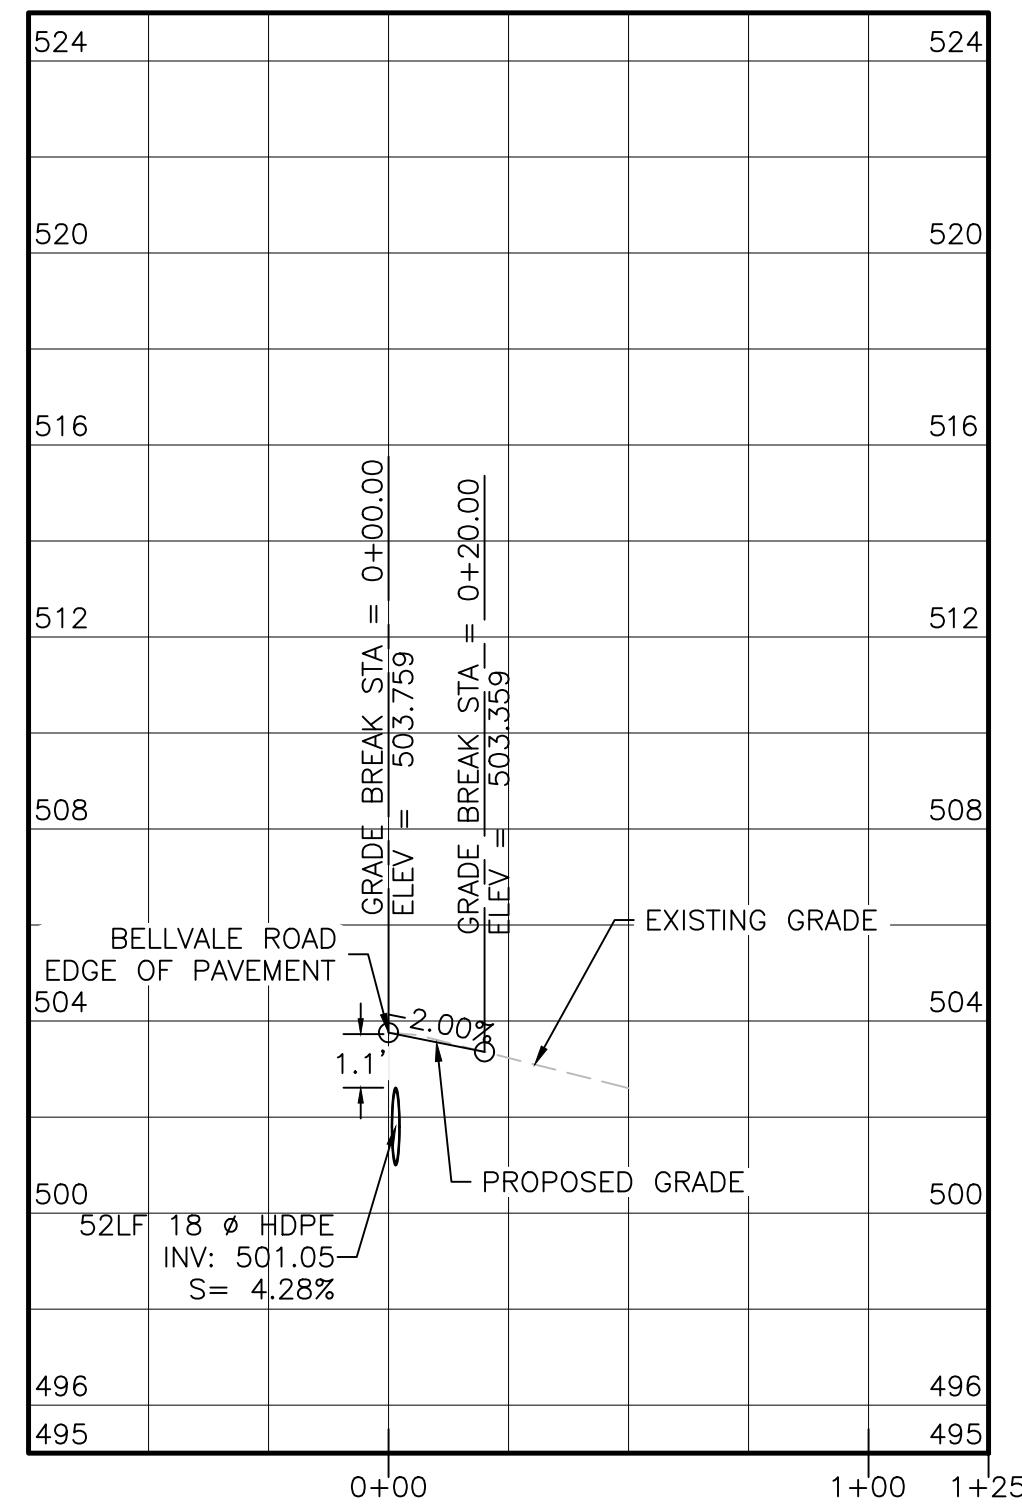 524 524
520 520
516 516
GRADE BREAK STA = 0+00.00
ELEV = 503.759
GRADE BREAK STA = 0+20.00
ELEV = 503.359
512 512
508 508
BELLVALE ROAD
EDGE OF PAVEMENT
EXISTING GRADE
504 504
-2.00%
1.1'
PROPOSED GRADE
500 500
52LF 18 ø HDPE
INV: 501.05
S= 4.28%
496 496
495 495
0+00 1+00 1+25